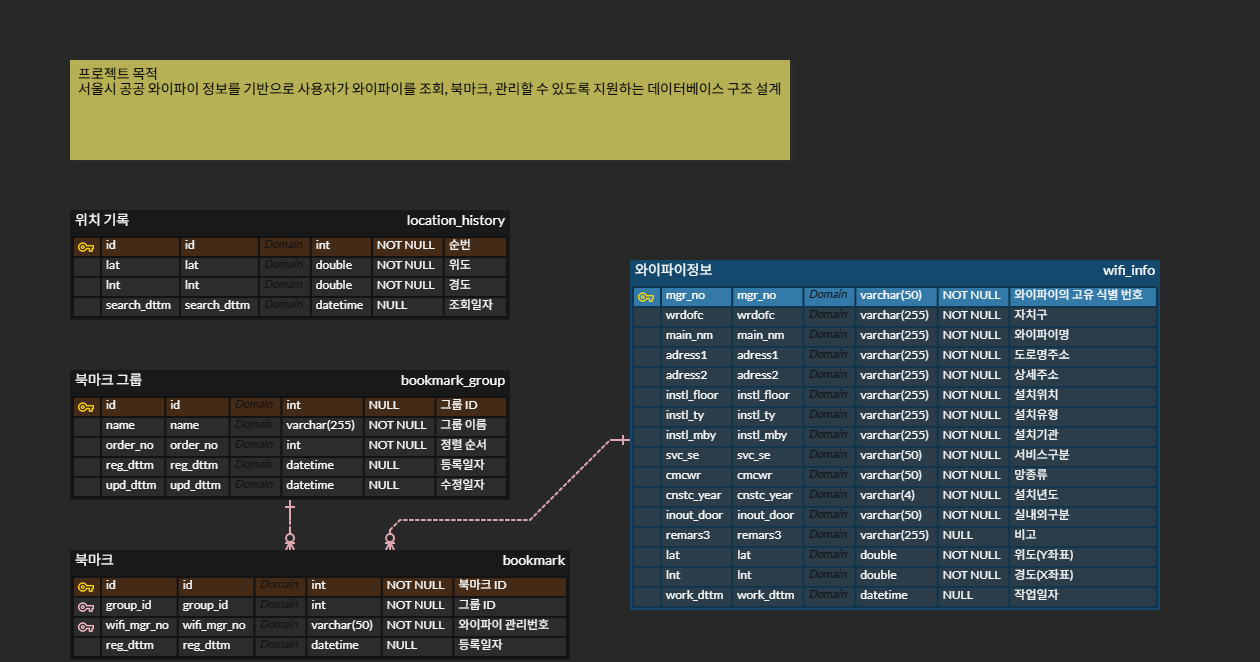 프로젝트 목적
서울시 공공 와이파이 정보를 기반으로 사용자가 와이파이를 조회, 북마크, 관리할 수 있도록 지원하는 데이터베이스 구조 설계
위치 기록 location_history
id id Domain int NOT NULL 순번
lat lat Domain double NOT NULL 위도
lnt lnt Domain double NOT NULL 경도
search_dttm search_dttm Domain datetime NULL 조회일자
와이파이정보 wifi_info
mgr_no mgr_no Domain varchar(50) NOT NULL 와이파이의 고유 식별 번호
wrdofc wrdofc Domain varchar(255) NOT NULL 자치구
main_nm main_nm Domain varchar(255) NOT NULL 와이파이명
adress1 adress1 Domain varchar(255) NOT NULL 도로명주소
adress2 adress2 Domain varchar(255) NOT NULL 상세주소
instl_floor instl_floor Domain varchar(255) NOT NULL 설치위치
instl_ty instl_ty Domain varchar(255) NOT NULL 설치유형
instl_mby instl_mby Domain varchar(255) NOT NULL 설치기관
svc_se svc_se Domain varchar(50) NOT NULL 서비스구분
cmcwr cmcwr Domain varchar(50) NOT NULL 망종류
cnstc_year cnstc_year Domain varchar(4) NOT NULL 설치년도
inout_door inout_door Domain varchar(50) NOT NULL 실내외구분
remars3 remars3 Domain varchar(255) NULL 비고
lat lat Domain double NOT NULL 위도(Y좌표)
lnt lnt Domain double NOT NULL 경도(X좌표)
work_dttm work_dttm Domain datetime NULL 작업일자
북마크 그룹 bookmark_group
id id Domain int NULL 그룹 ID
name name Domain varchar(255) NOT NULL 그룹 이름
order_no order_no Domain int NOT NULL 정렬 순서
reg_dttm reg_dttm Domain datetime NULL 등록일자
upd_dttm upd_dttm Domain datetime NULL 수정일자
북마크 bookmark
id id Domain int NOT NULL 북마크 ID
group_id group_id Domain int NOT NULL 그룹 ID
wifi_mgr_no wifi_mgr_no Domain varchar(50) NOT NULL 와이파이 관리번호
reg_dttm reg_dttm Domain datetime NULL 등록일자